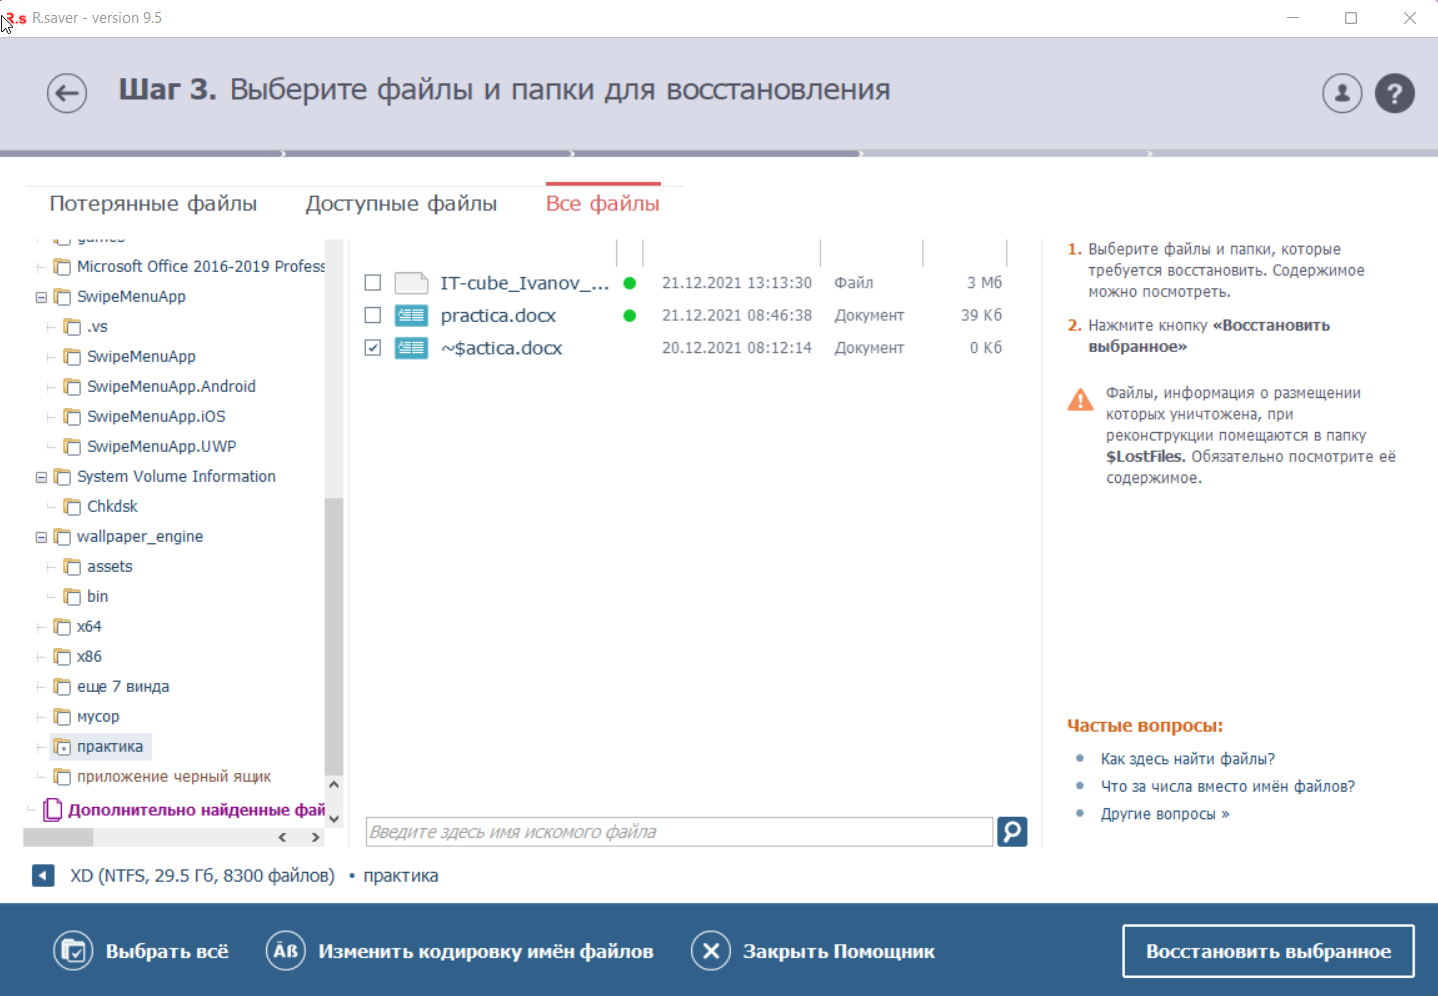 R.s R.saver - version 9.5
Шаг 3. Выберите файлы и папки для восстановления
?
Потерянные файлы
Доступные файлы
Все файлы
games
Microsoft Office 2016-2019 Profess
SwipeMenuApp
.vs
SwipeMenuApp
SwipeMenuApp.Android
SwipeMenuApp.iOS
SwipeMenuApp.UWP
System Volume Information
Chkdsk
wallpaper_engine
assets
bin
x64
x86
еще 7 винда
мусор
практика
приложение черный ящик
Дополнительно найденные фай
IT-cube_Ivanov_... 21.12.2021 13:13:30 Файл 3 Мб
practica.docx 21.12.2021 08:46:38 Документ 39 Кб
~$actica.docx 20.12.2021 08:12:14 Документ 0 Кб
Введите здесь имя искомого файла
1. Выберите файлы и папки, которые
требуется восстановить. Содержимое
можно посмотреть.
2. Нажмите кнопку «Восстановить
выбранное»
Файлы, информация о размещении
которых уничтожена, при
реконструкции помещаются в папку
$LostFiles. Обязательно посмотрите её
содержимое.
Частые вопросы:
Как здесь найти файлы?
Что за числа вместо имён файлов?
Другие вопросы »
XD (NTFS, 29.5 Гб, 8300 файлов) • практика
Выбрать всё
Äß Изменить кодировку имён файлов
Закрыть Помощник
Восстановить выбранное